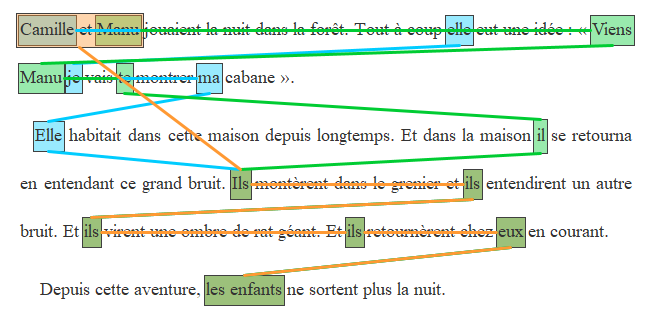 Camille et Manu jouaient la nuit dans la forêt. Tout à coup elle eut une idée : « Viens
Manu je vais te montrer ma cabane ».
Elle habitait dans cette maison depuis longtemps. Et dans la maison il se retourna
en entendant ce grand bruit. Ils montèrent dans le grenier et ils entendirent un autre
bruit. Et ils virent une ombre de rat géant. Et ils retournèrent chez eux en courant.
Depuis cette aventure, les enfants ne sortent plus la nuit.